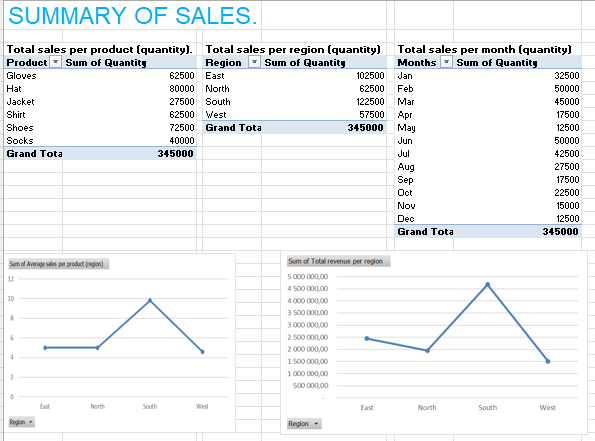 SUMMARY OF SALES.
Total sales per product (quantity).
Product Sum of Quantity
Gloves 62500
Hat 80000
Jacket 27500
Shirt 62500
Shoes 72500
Socks 40000
Grand Tota 345000
Total sales per region (quantity)
Region Sum of Quantity
East 102500
North 62500
South 122500
West 57500
Grand Tota 345000
Total sales per month (quantity)
Months Sum of Quantity
Jan 32500
Feb 50000
Mar 45000
Apr 17500
May 12500
Jun 50000
Jul 42500
Aug 27500
Sep 17500
Oct 22500
Nov 15000
Dec 12500
Grand Tota 345000
Sum of Average sales per product (region)
12
10
8
6
4
2
0
East North South West
Region
Sum of Total revenue per region
5 000 000,00
4 500 000,00
4 000 000,00
3 500 000,00
3 000 000,00
2 500 000,00
2 000 000,00
1 500 000,00
1 000 000,00
500 000,00
-
East North South West
Region